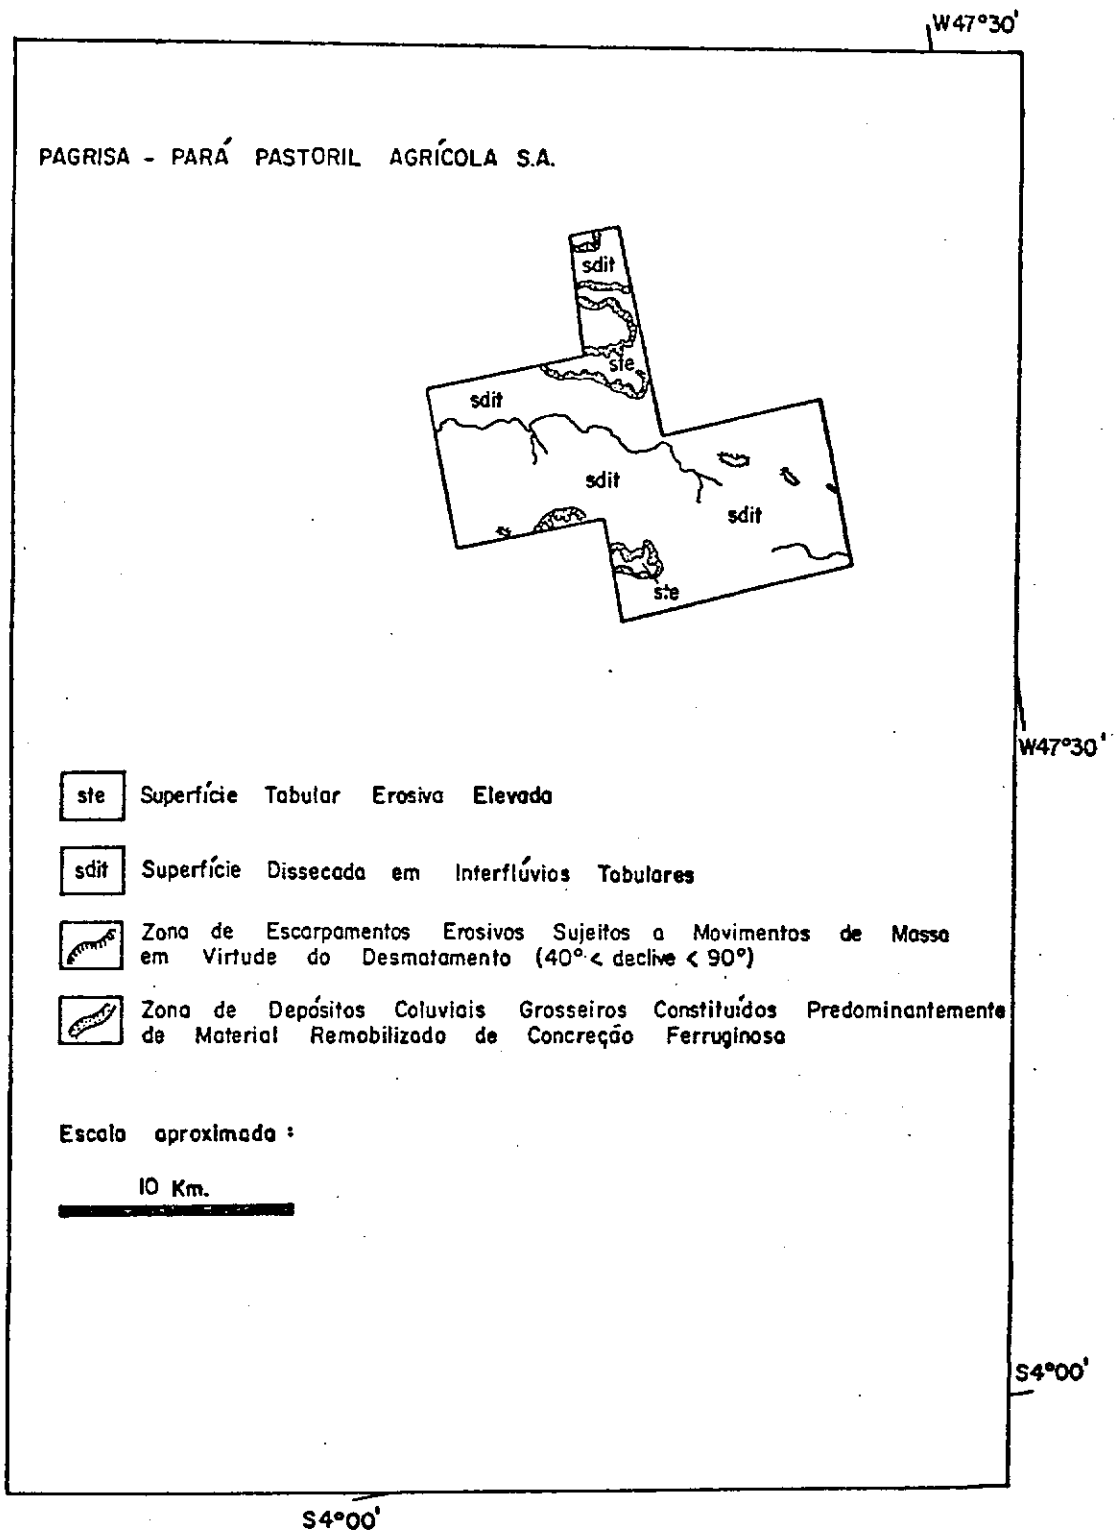 W47°30'
PAGRISA - PARÁ PASTORIL AGRÍCOLA S.A.
sdit
ste
sdit
sdit
sdit
ste
W47°30'
ste Superfície Tabular Erosiva Elevada
sdit Superfície Dissecada em Interflúvios Tabulares
Zona de Escarpamentos Erosivos Sujeitos a Movimentos de Massa
em Virtude do Desmatamento (40° < declive < 90°)
Zona de Depósitos Coluviais Grosseiros Constituídos Predominantemente
de Material Remobilizado de Concreção Ferruginosa
Escala aproximada :
10 Km.
S4°00'
S4°00'